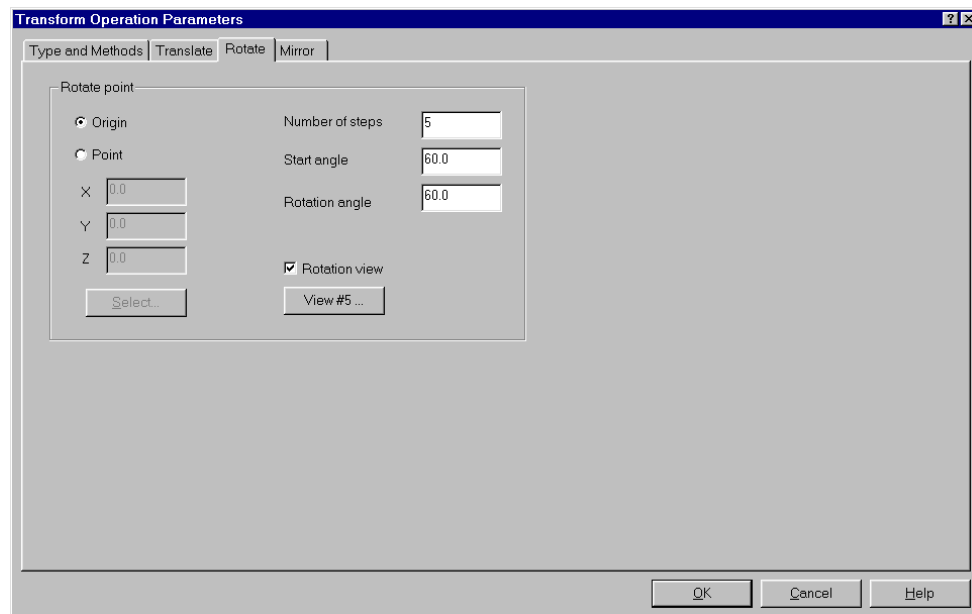 Transform Operation Parameters
Type and Methods Translate Rotate Mirror
Rotate point
Origin
Point
X 0.0
Y 0.0
Z 0.0
Select...
Number of steps 5
Start angle 60.0
Rotation angle 60.0
Rotation view
View #5 ...
OK Cancel Help